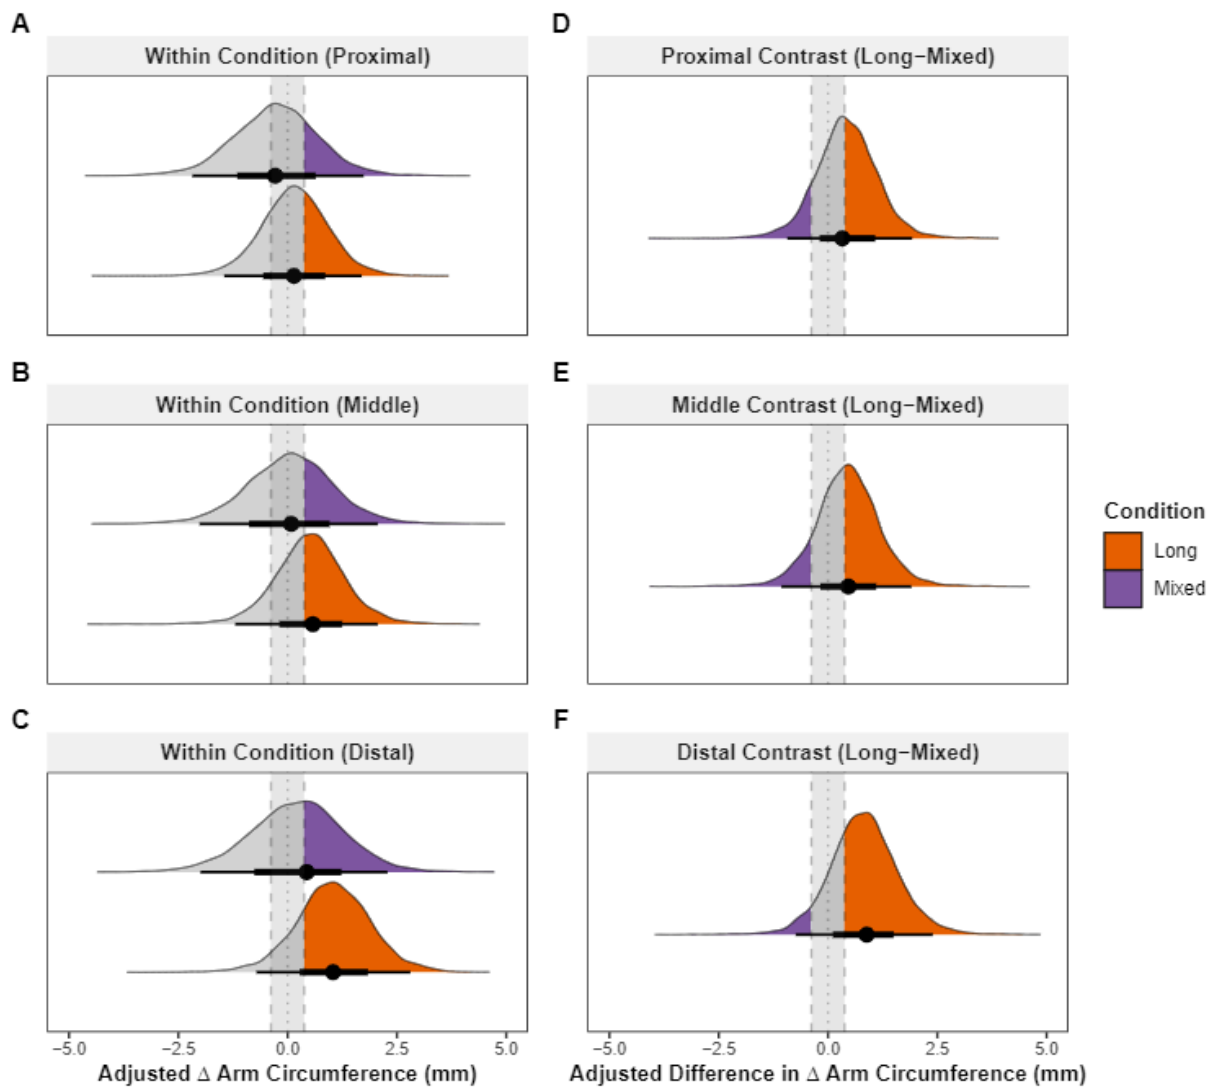 A
Within Condition (Proximal)
D
Proximal Contrast (Long−Mixed)
B
Within Condition (Middle)
E
Middle Contrast (Long−Mixed)
Condition
Long
Mixed
C
Within Condition (Distal)
F
Distal Contrast (Long−Mixed)
−5.0 −2.5 0.0 2.5 5.0
Adjusted Δ Arm Circumference (mm)
−5.0 −2.5 0.0 2.5 5.0
Adjusted Difference in Δ Arm Circumference (mm)